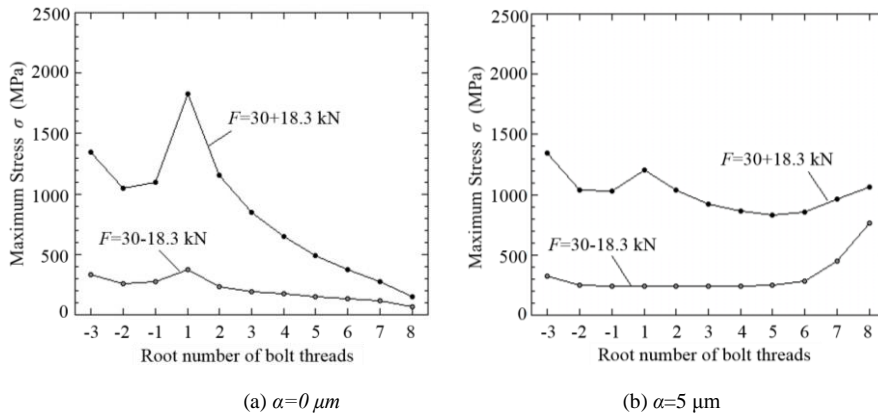 2500
2000
1500
1000
500
0
Maximum Stress σ (MPa)
F=30+18.3 kN
F=30-18.3 kN
-3 -2 -1 1 2 3 4 5 6 7 8
Root number of bolt threads
(a) α=0 μm
2500
2000
1500
1000
500
0
Maximum Stress σ (MPa)
F=30+18.3 kN
F=30-18.3 kN
-3 -2 -1 1 2 3 4 5 6 7 8
Root number of bolt threads
(b) α=5 μm